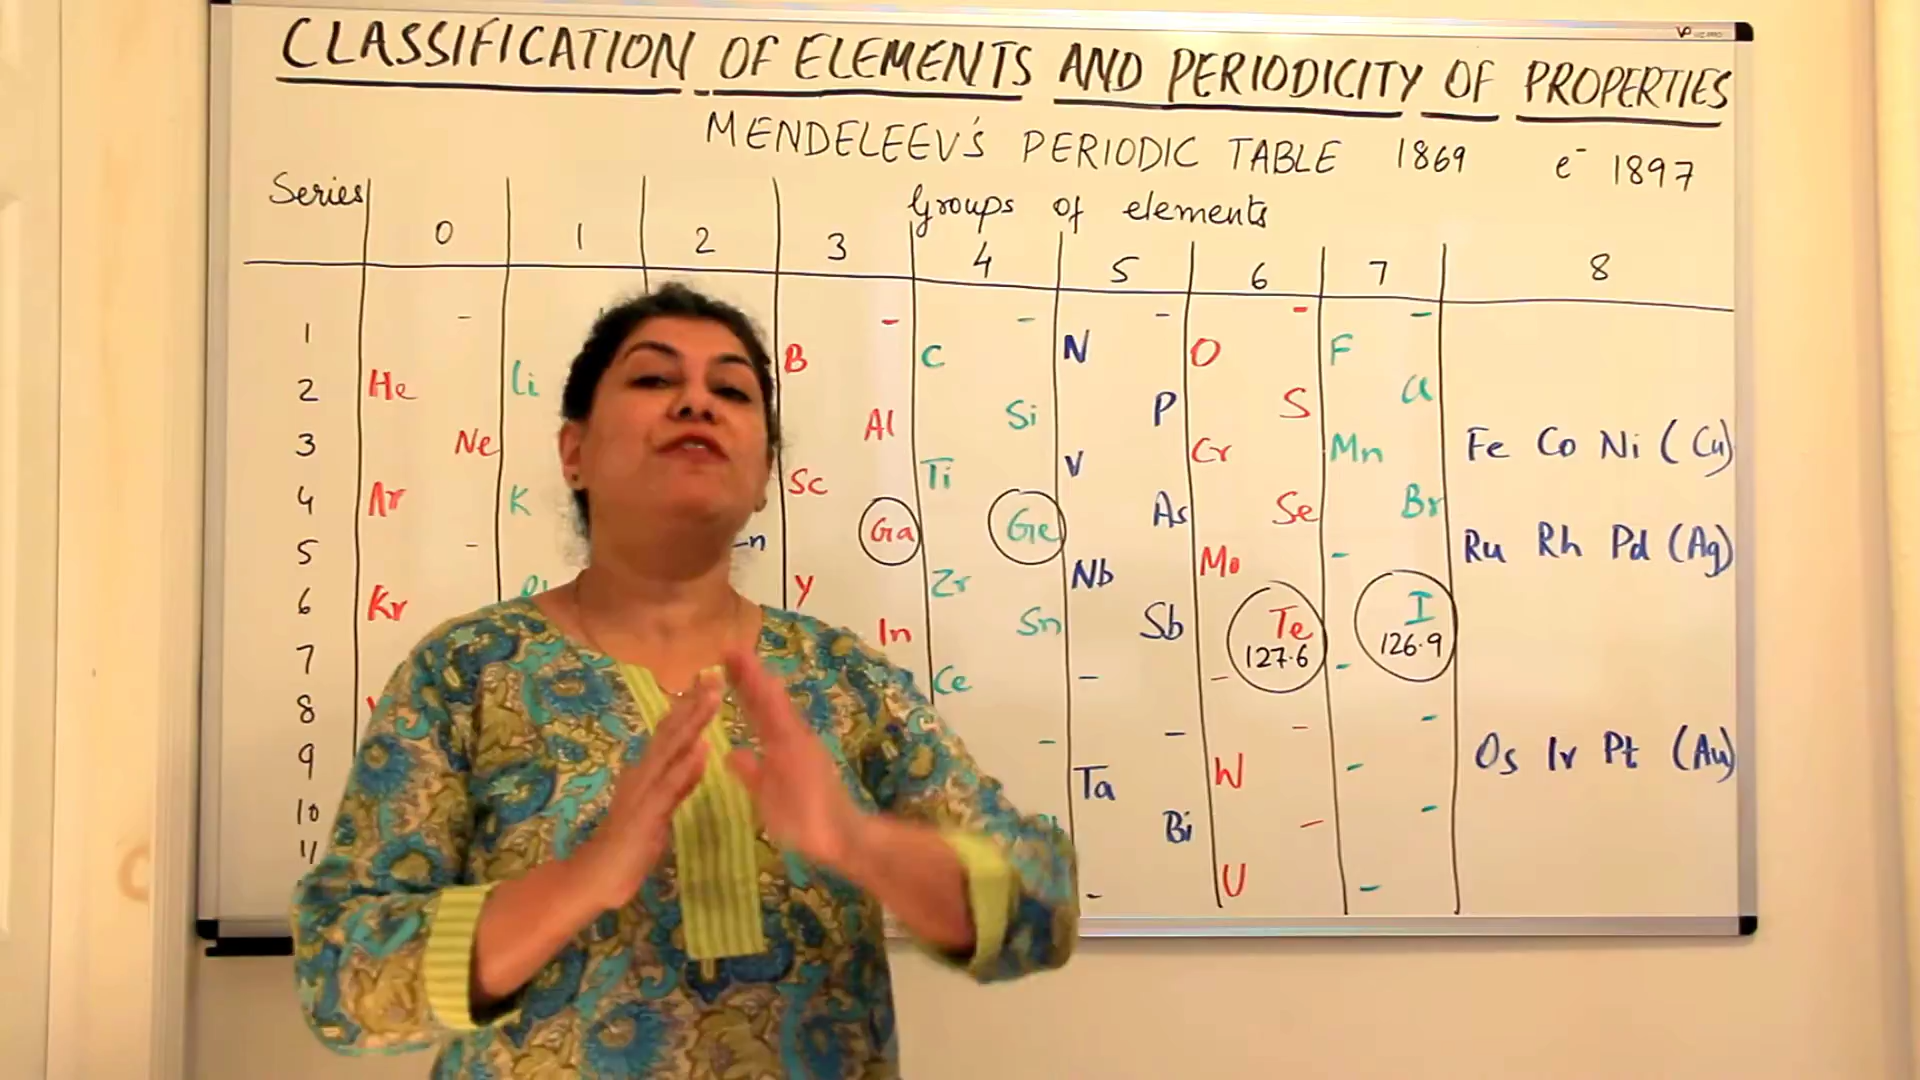 CLASSIFICATION OF ELEMENTS AND PERIODICITY OF PROPERTIES
MENDELEEV'S PERIODIC TABLE 1869 e⁻ 1897
Series Groups of elements
0 1 2 3 4 5 6 7 8
1 - - - - - -
B C N O F
2 He Li Cl
Al Si P S
3 Ne Cr Mn Fe Co Ni (Cu)
Sc Ti V
4 Ar K As Se Br
Ga Ge
5 - Mo - Ru Rh Pd (Ag)
Y Zr Nb
6 Kr Te I
In Sn Sb 127.6 126.9
7 Ce - - -
8 - - -
9 - Ta W - Os Ir Pt (Au)
10 Bi - -
11 - U -